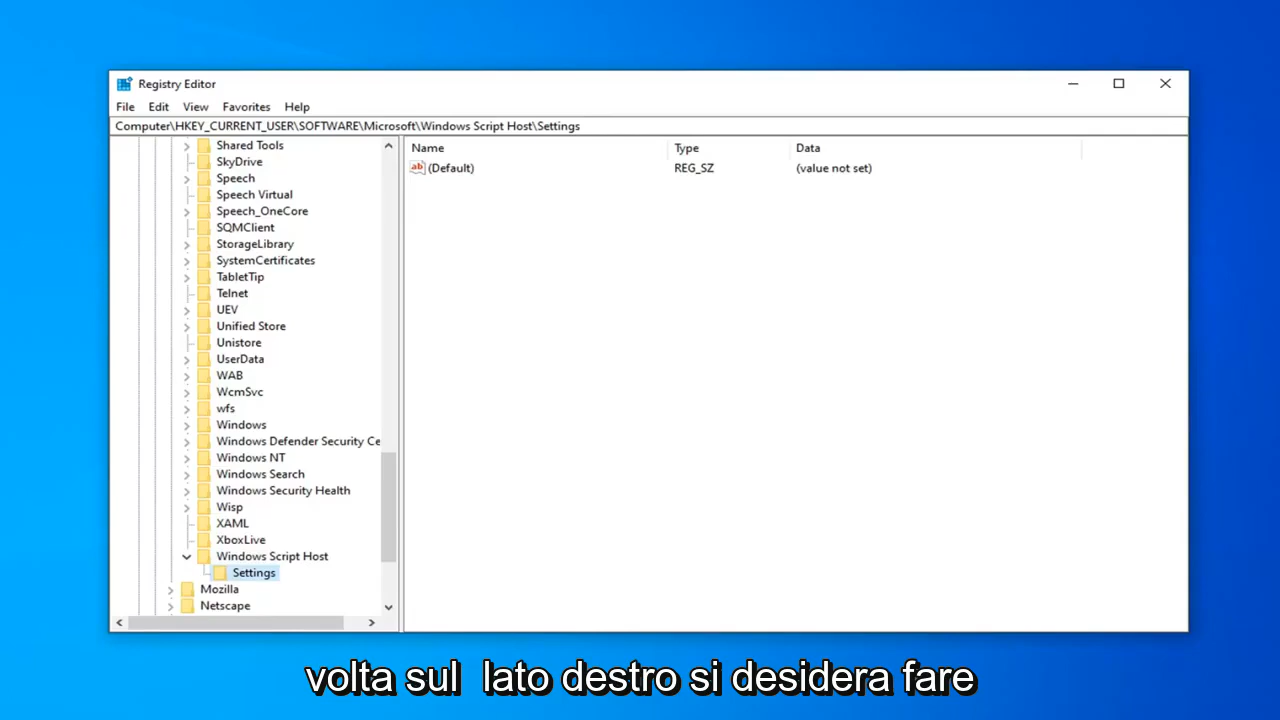 Registry Editor
File Edit View Favorites Help
Computer\HKEY_CURRENT_USER\SOFTWARE\Microsoft\Windows Script Host\Settings
Shared Tools
SkyDrive
Speech
Speech Virtual
Speech_OneCore
SQMClient
StorageLibrary
SystemCertificates
TabletTip
Telnet
UEV
Unified Store
Unistore
UserData
WAB
WcmSvc
wfs
Windows
Windows Defender Security Ce
Windows NT
Windows Search
Windows Security Health
Wisp
XAML
XboxLive
Windows Script Host
Settings
Mozilla
Netscape
Name Type Data
ab (Default) REG_SZ (value not set)
volta sul lato destro si desidera fare